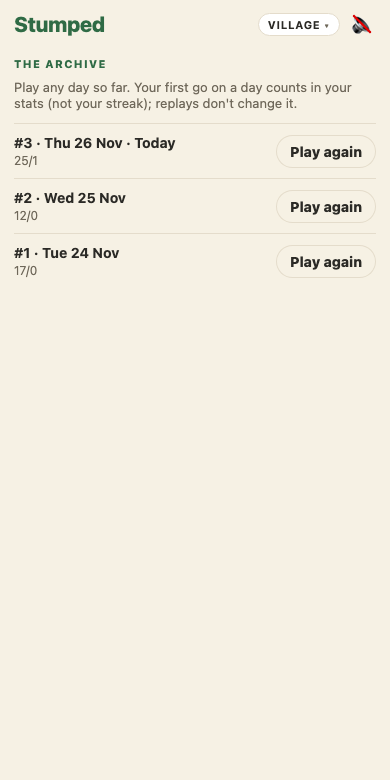 Stumped
VILLAGE ▾
THE ARCHIVE
Play any day so far. Your first go on a day counts in your
stats (not your streak); replays don't change it.
#3 · Thu 26 Nov · Today
25/1
Play again
#2 · Wed 25 Nov
12/0
Play again
#1 · Tue 24 Nov
17/0
Play again